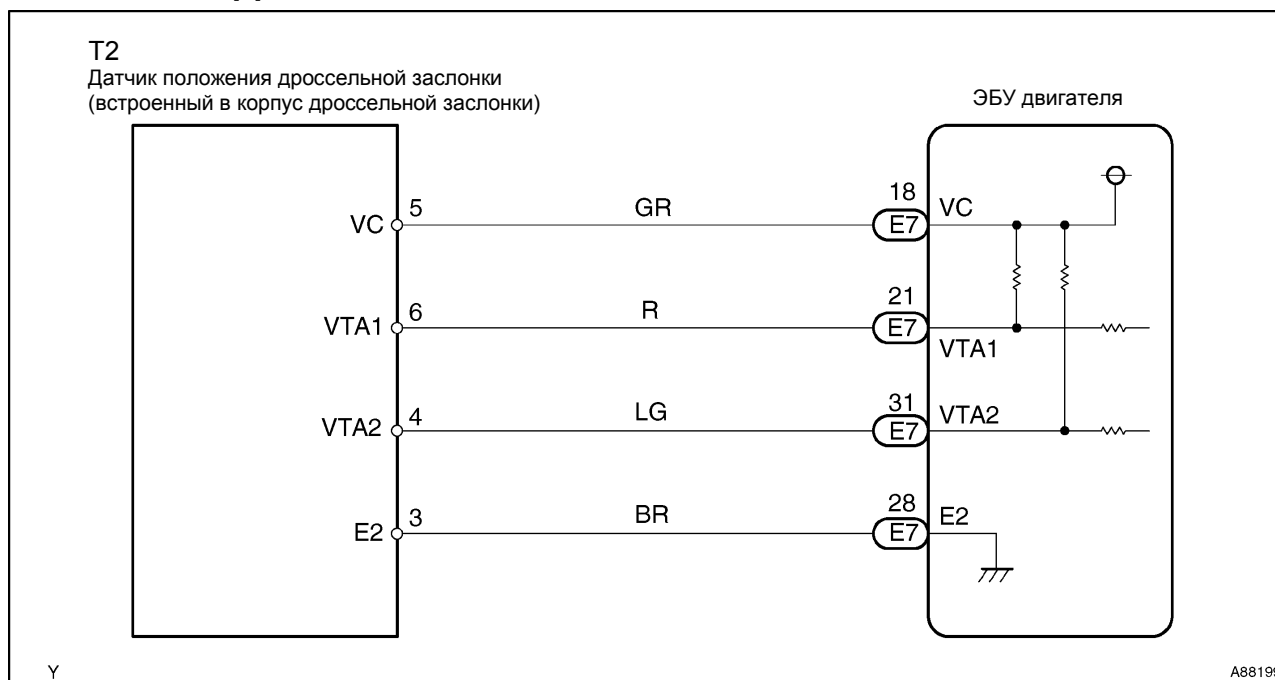 T2
Датчик положения дроссельной заслонки
(встроенный в корпус дроссельной заслонки)
ЭБУ двигателя
VC 5 GR 18 E7 VC
VTA1 6 R 21 E7 VTA1
VTA2 4 LG 31 E7 VTA2
E2 3 BR 28 E7 E2
Y A88199